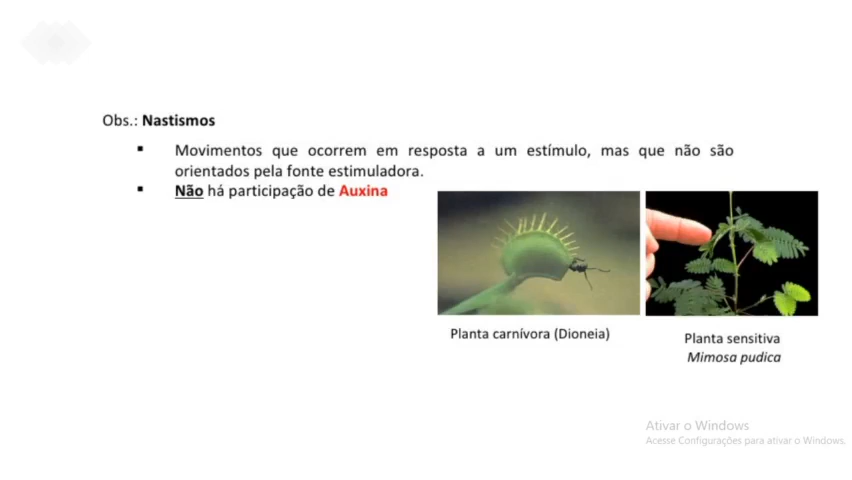 Obs.: Nastismos
▪ Movimentos que ocorrem em resposta a um estímulo, mas que não são
orientados pela fonte estimuladora.
▪ Não há participação de Auxina
Planta carnívora (Dioneia)
Planta sensitiva
Mimosa pudica
Ativar o Windows
Acesse Configurações para ativar o Windows.